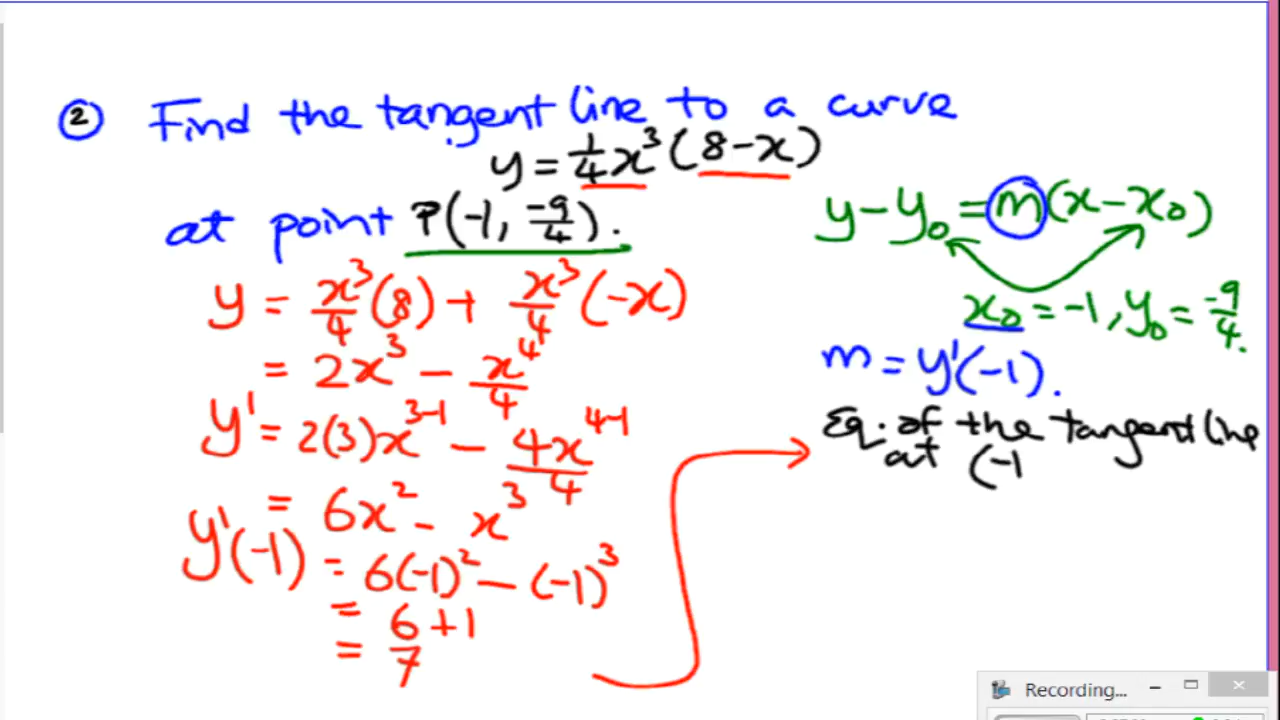 ② Find the tangent line to a curve
y = 1/4 x³ (8 - x)
at point P(-1, -9/4).
y = x³/4 (8) + x³/4 (-x)
= 2x³ - x⁴/4
y' = 2(3)x³⁻¹ - 4x⁴⁻¹/4
= 6x² - x³
y'(-1) = 6(-1)² - (-1)³
= 6 + 1
= 7
y - y₀ = m(x - x₀)
x₀ = -1, y₀ = -9/4.
m = y'(-1).
Eq. of the tangent line
at (-1
Recording...